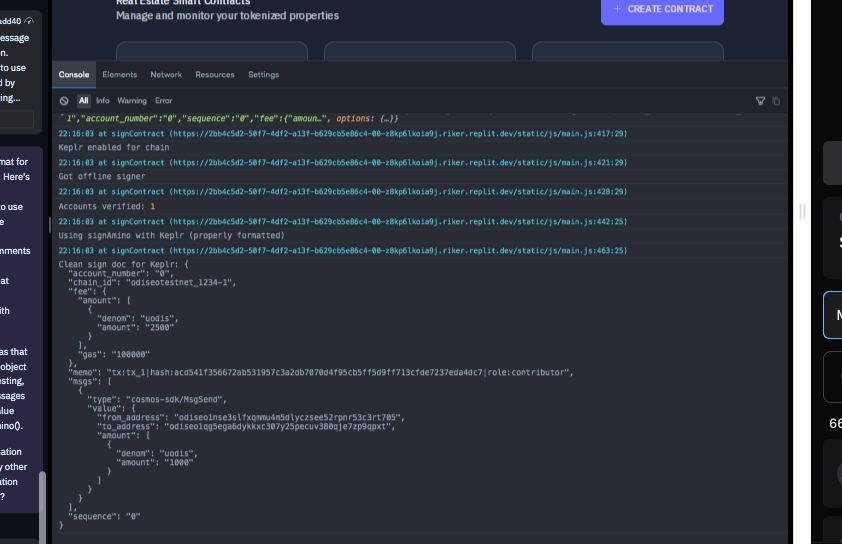 add40
essage
n.
to use
d by
ing...
mat for
. Here's
o use
e
nments
at
ith
as that
object
esting,
ssages
alue
mino().
ation
y other
ation
?
Real Estate Smart Contracts
Manage and monitor your tokenized properties
+ CREATE CONTRACT
Console Elements Network Resources Settings
All Info Warning Error
1","account_number":"0","sequence":"0","fee":{"amoun…", options: {…}}
22:16:03 at signContract (https://2bb4c5d2-50f7-4df2-a13f-b629cb5e86c4-00-z8kp6lkoia9j.riker.replit.dev/static/js/main.js:417:29)
Keplr enabled for chain
22:16:03 at signContract (https://2bb4c5d2-50f7-4df2-a13f-b629cb5e86c4-00-z8kp6lkoia9j.riker.replit.dev/static/js/main.js:421:29)
Got offline signer
22:16:03 at signContract (https://2bb4c5d2-50f7-4df2-a13f-b629cb5e86c4-00-z8kp6lkoia9j.riker.replit.dev/static/js/main.js:428:29)
Accounts verified: 1
22:16:03 at signContract (https://2bb4c5d2-50f7-4df2-a13f-b629cb5e86c4-00-z8kp6lkoia9j.riker.replit.dev/static/js/main.js:442:25)
Using signAmino with Keplr (properly formatted)
22:16:03 at signContract (https://2bb4c5d2-50f7-4df2-a13f-b629cb5e86c4-00-z8kp6lkoia9j.riker.replit.dev/static/js/main.js:463:25)
Clean sign doc for Keplr: {
"account_number": "0",
"chain_id": "odiseotestnet_1234-1",
"fee": {
"amount": [
{
"denom": "uodis",
"amount": "2500"
}
],
"gas": "100000"
},
"memo": "tx:tx_1|hash:acd541f356672ab531957c3a2db7070d4f95cb5ff5d9ff713cfde7237eda4dc7|role:contributor",
"msgs": [
{
"type": "cosmos-sdk/MsgSend",
"value": {
"from_address": "odiseo1nse3slfxqmmu4m5dlyczsee52rpnr53c3rt705",
"to_address": "odiseo1qg5ega6dykkxc307y25pecuv380qje7zp9qpxt",
"amount": [
{
"denom": "uodis",
"amount": "1000"
}
]
}
}
],
"sequence": "0"
}
66